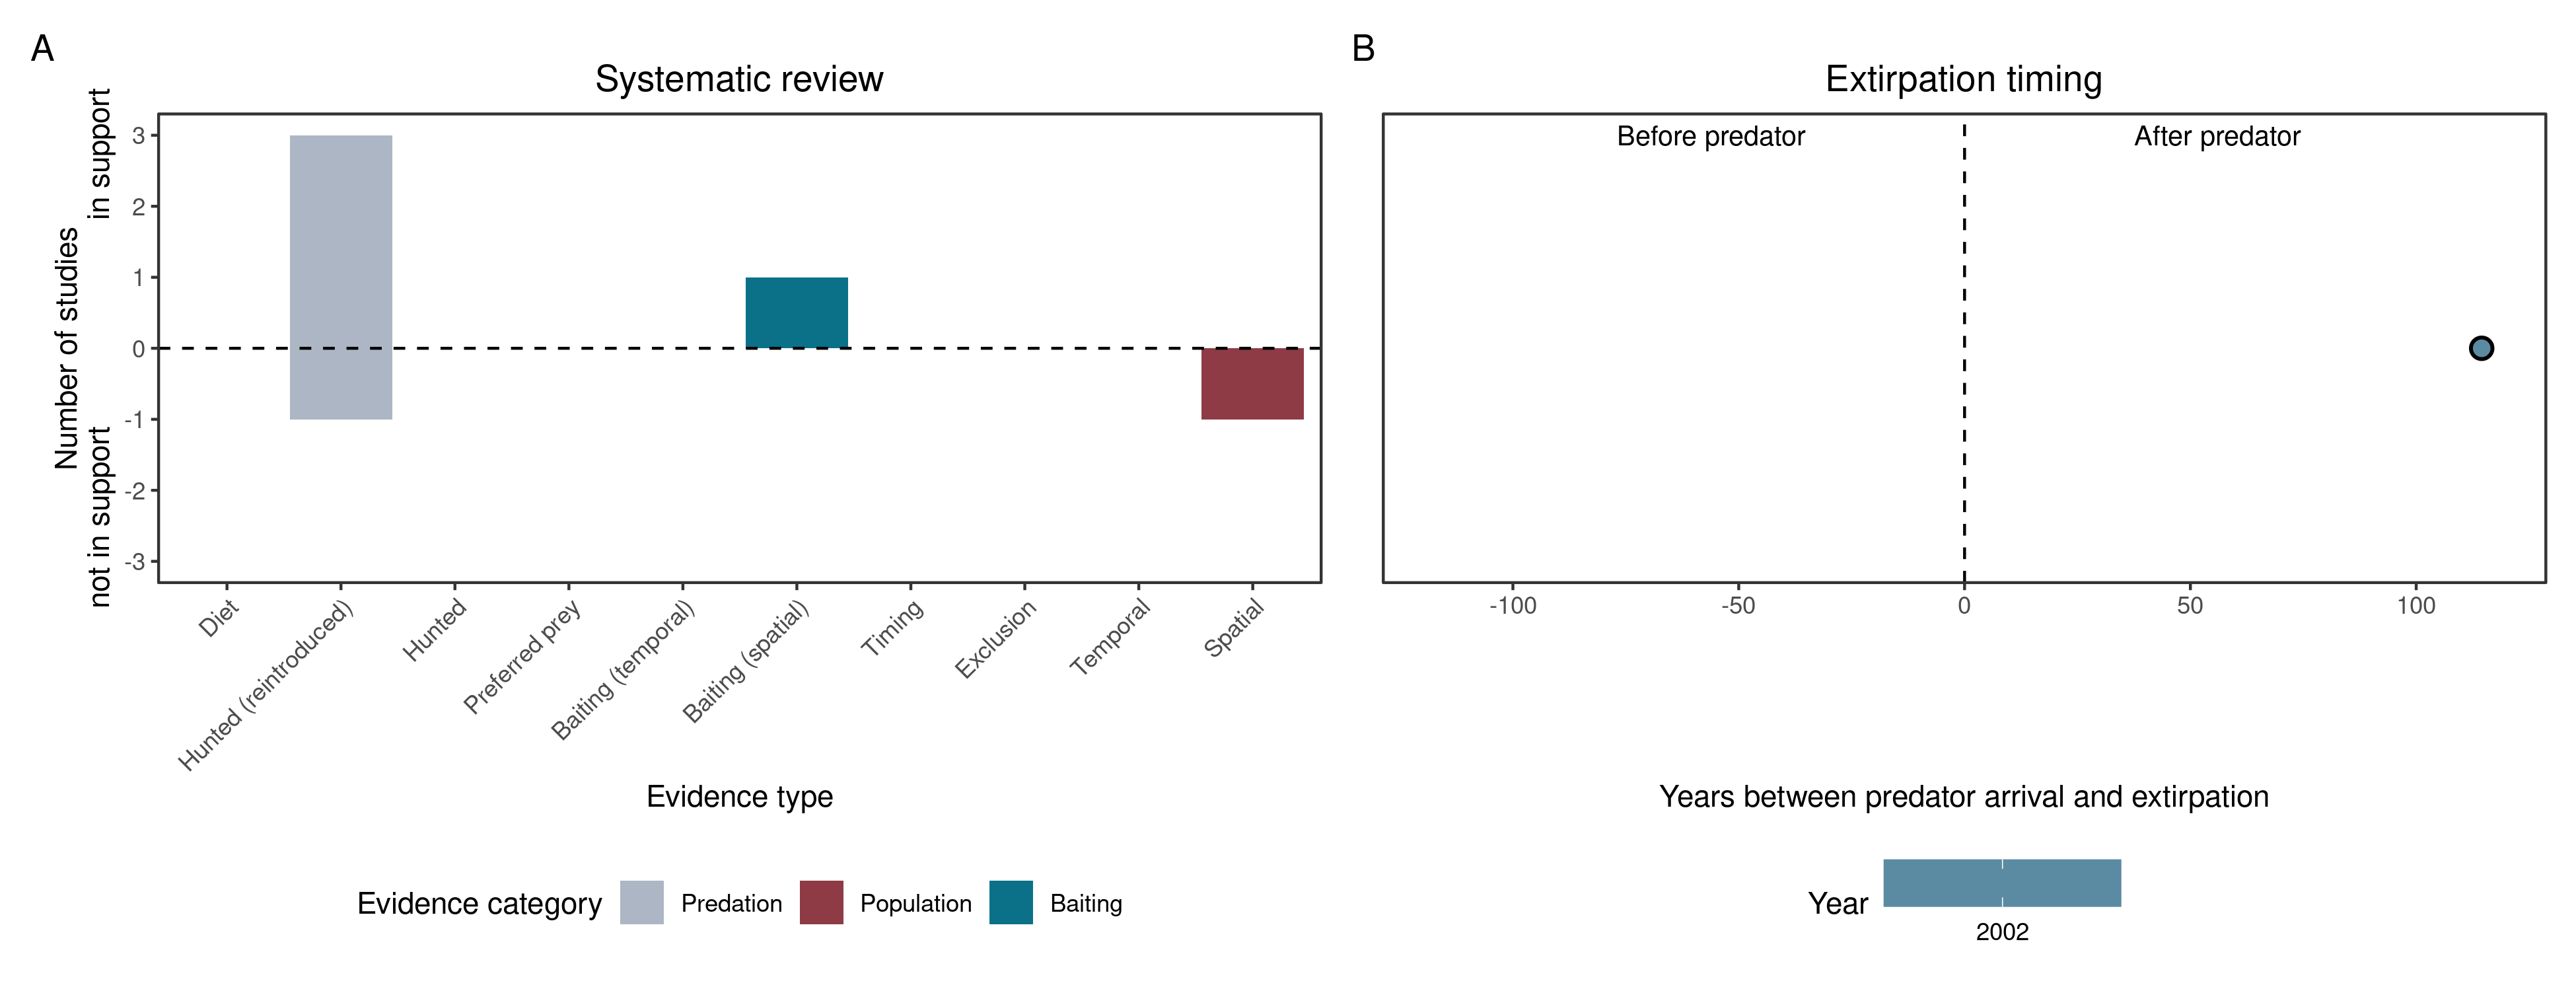 A
Systematic review
Number of studies
in support
not in support
3
2
1
0
-1
-2
-3
Diet
Hunted (reintroduced)
Hunted
Preferred prey
Baiting (temporal)
Baiting (spatial)
Timing
Exclusion
Temporal
Spatial
Evidence type
Evidence category
Predation
Population
Baiting
B
Extirpation timing
Before predator
After predator
-100
-50
0
50
100
Years between predator arrival and extirpation
Year
2002